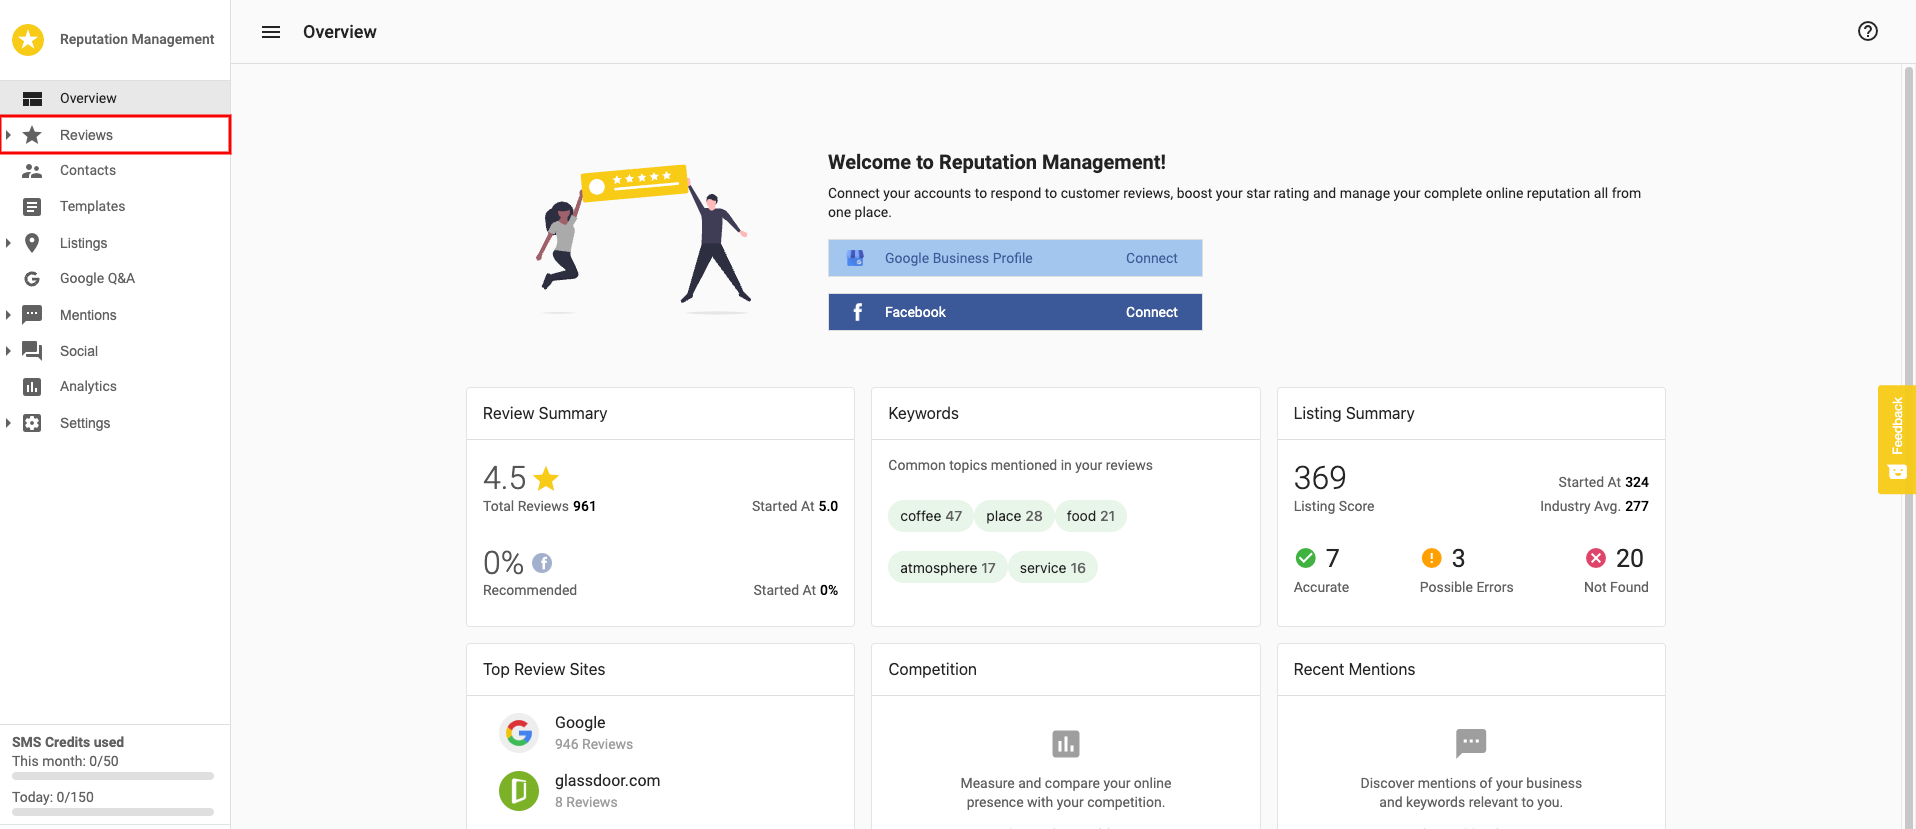 Reputation Management
Overview
Reviews
Contacts
Templates
Listings
Google Q&A
Mentions
Social
Analytics
Settings
SMS Credits used
This month: 0/50
Today: 0/150
Overview
Welcome to Reputation Management!
Connect your accounts to respond to customer reviews, boost your star rating and manage your complete online reputation all from
one place.
Google Business Profile Connect
Facebook Connect
Review Summary
4.5
Total Reviews 961 Started At 5.0
0%
Recommended Started At 0%
Keywords
Common topics mentioned in your reviews
coffee 47 place 28 food 21
atmosphere 17 service 16
Listing Summary
369
Listing Score
Started At 324
Industry Avg. 277
7 3 20
Accurate Possible Errors Not Found
Top Review Sites
Google
946 Reviews
glassdoor.com
8 Reviews
Competition
Measure and compare your online
presence with your competition.
Recent Mentions
Discover mentions of your business
and keywords relevant to you.
Feedback